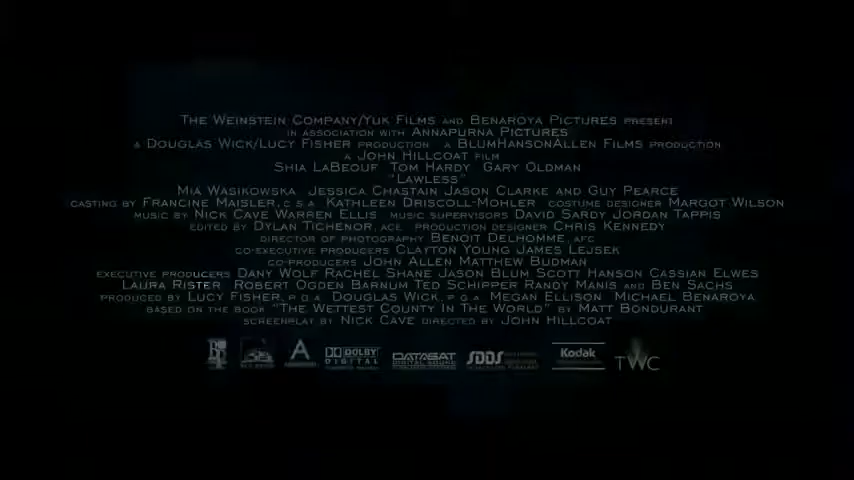 THE WEINSTEIN COMPANY/YUK FILMS AND BENAROYA PICTURES PRESENT
IN ASSOCIATION WITH ANNAPURNA PICTURES
A DOUGLAS WICK/LUCY FISHER PRODUCTION A BLUMHANSONALLEN FILMS PRODUCTION
A JOHN HILLCOAT FILM
SHIA LABEOUF TOM HARDY GARY OLDMAN
"LAWLESS"
MIA WASIKOWSKA JESSICA CHASTAIN JASON CLARKE AND GUY PEARCE
CASTING BY FRANCINE MAISLER, C.S.A. KATHLEEN DRISCOLL-MOHLER COSTUME DESIGNER MARGOT WILSON
MUSIC BY NICK CAVE WARREN ELLIS MUSIC SUPERVISORS DAVID SARDY JORDAN TAPPIS
EDITED BY DYLAN TICHENOR, ACE PRODUCTION DESIGNER CHRIS KENNEDY
DIRECTOR OF PHOTOGRAPHY BENOIT DELHOMME, AFC
CO-EXECUTIVE PRODUCERS CLAYTON YOUNG JAMES LEJSEK
CO-PRODUCERS JOHN ALLEN MATTHEW BUDMAN
EXECUTIVE PRODUCERS DANY WOLF RACHEL SHANE JASON BLUM SCOTT HANSON CASSIAN ELWES
LAURA RISTER ROBERT OGDEN BARNUM TED SCHIPPER RANDY MANIS AND BEN SACHS
PRODUCED BY LUCY FISHER, P.G.A. DOUGLAS WICK, P.G.A. MEGAN ELLISON MICHAEL BENAROYA
BASED ON THE BOOK "THE WETTEST COUNTY IN THE WORLD" BY MATT BONDURANT
SCREENPLAY BY NICK CAVE DIRECTED BY JOHN HILLCOAT
DOLBY DIGITAL DATASAT DIGITAL SOUND SDDS Kodak TWC